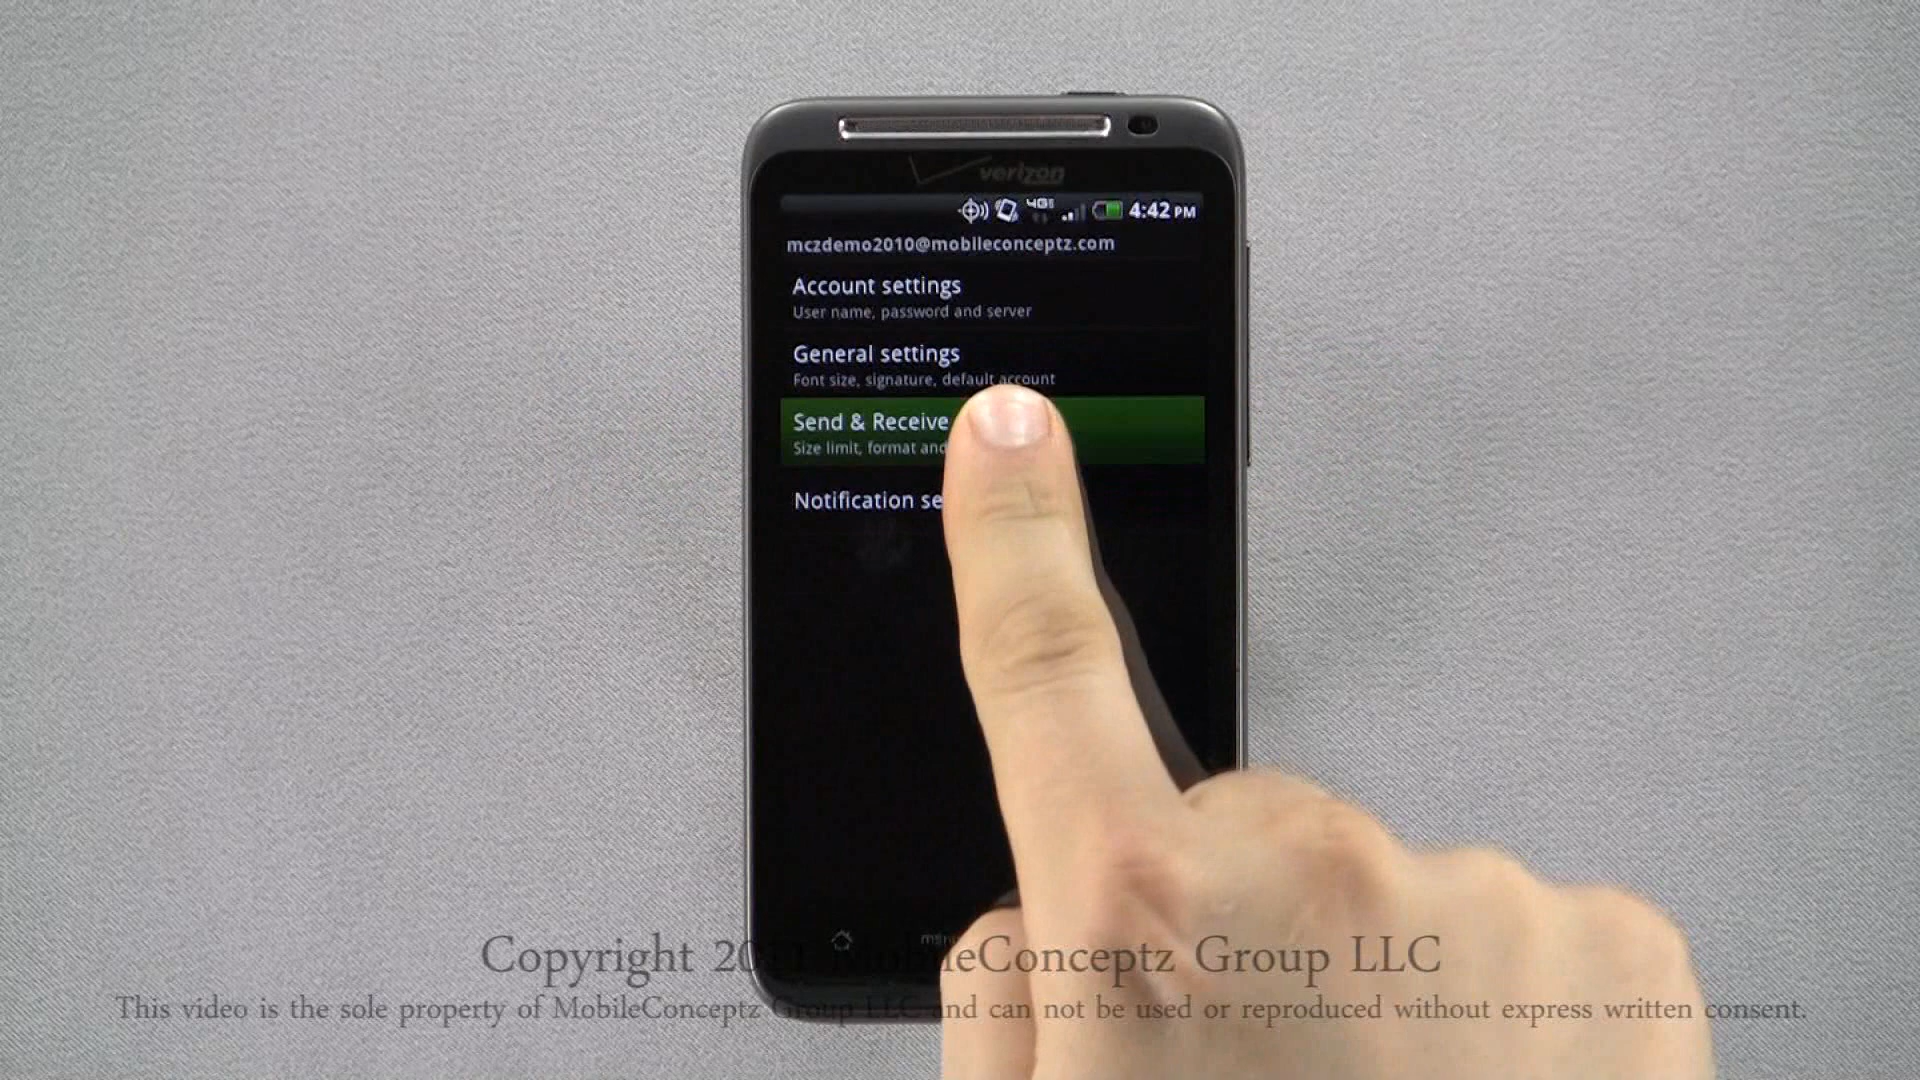 verizon
4G 4:42 PM
mczdemo2010@mobileconceptz.com
Account settings
User name, password and server
General settings
Font size, signature, default account
Send & Receive
Size limit, format and
Notification se
menu
Copyright 2011 MobileConceptz Group LLC
This video is the sole property of MobileConceptz Group LLC and can not be used or reproduced without express written consent.